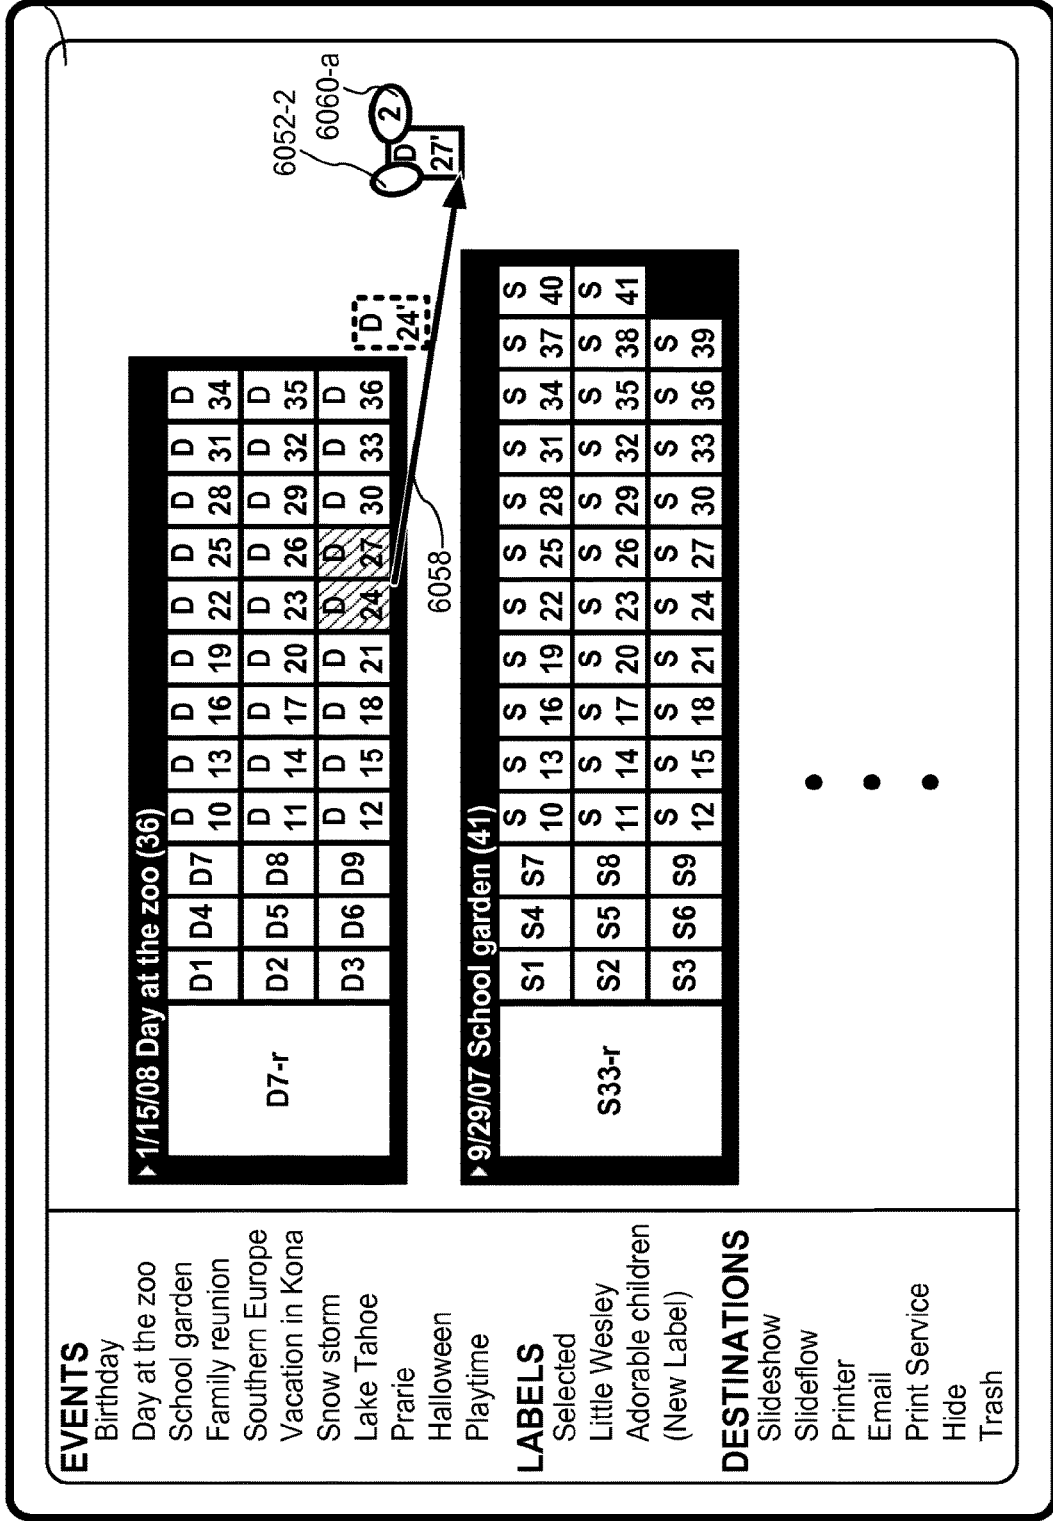 EVENTS
Birthday
Day at the zoo
School garden
Family reunion
Southern Europe
Vacation in Kona
Snow storm
Lake Tahoe
Prarie
Halloween
Playtime
LABELS
Selected
Little Wesley
Adorable children
(New Label)
DESTINATIONS
Slideshow
Slideflow
Printer
Email
Print Service
Hide
Trash
1/15/08 Day at the zoo (36)
D7-r
D1 D4 D7 D 10 D 13 D 16 D 19 D 22 D 25 D 28 D 31 D 34
D2 D5 D8 D 11 D 14 D 17 D 20 D 23 D 26 D 29 D 32 D 35
D3 D6 D9 D 12 D 15 D 18 D 21 D 24 D 27 D 30 D 33 D 36
D 24'
6052-2
6060-a
2
D 27'
6058
9/29/07 School garden (41)
S33-r
S1 S4 S7 S 10 S 13 S 16 S 19 S 22 S 25 S 28 S 31 S 34 S 37 S 40
S2 S5 S8 S 11 S 14 S 17 S 20 S 23 S 26 S 29 S 32 S 35 S 38 S 41
S3 S6 S9 S 12 S 15 S 18 S 21 S 24 S 27 S 30 S 33 S 36 S 39